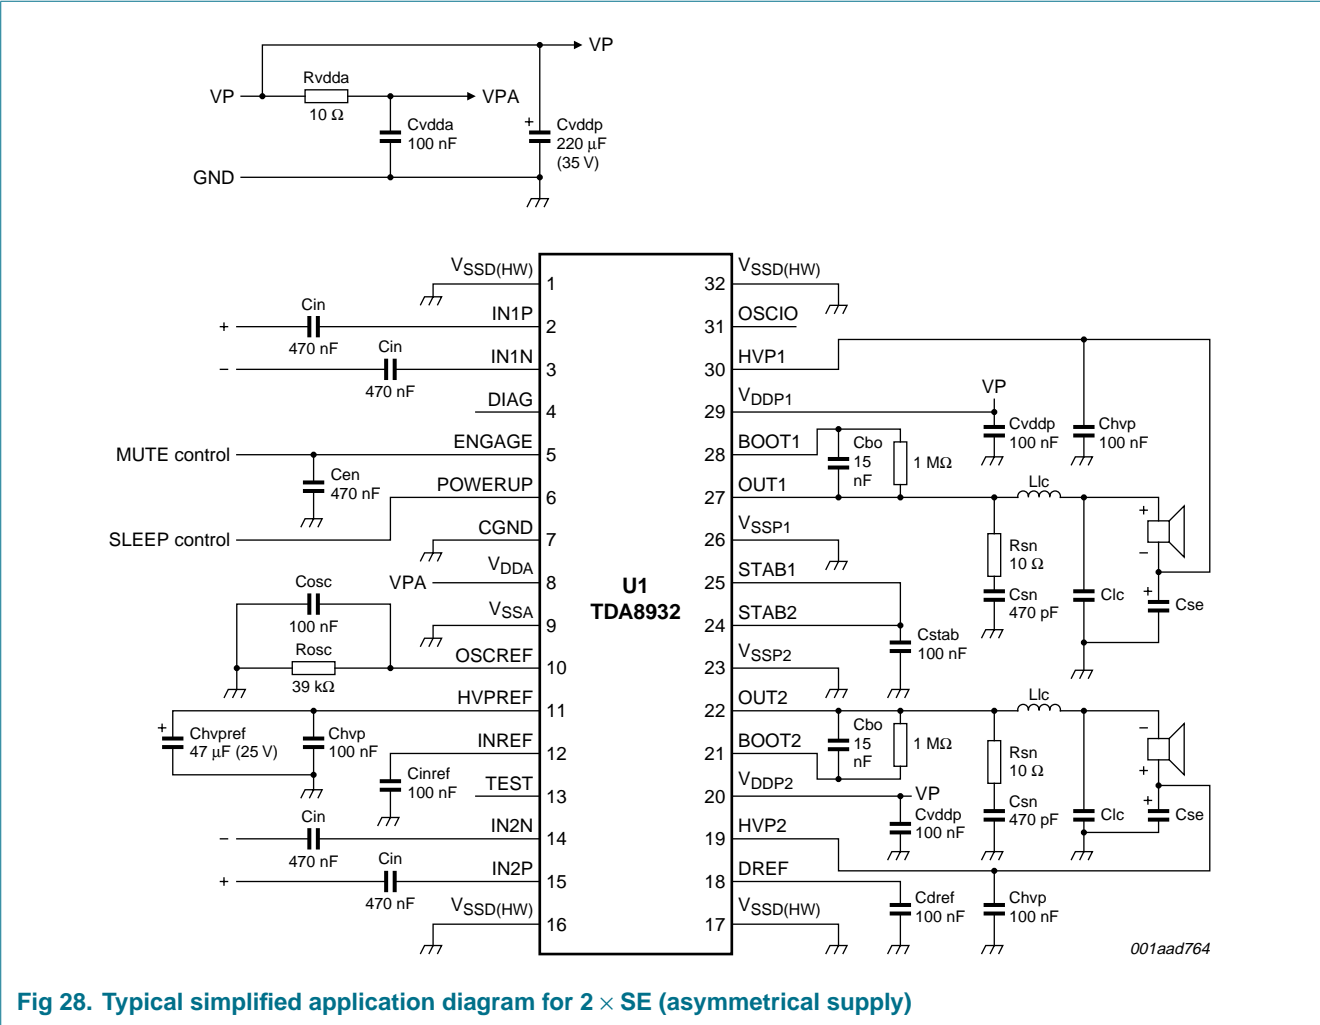 VP
Rvdda
VP
VPA
10 Ω
Cvdda
100 nF
+
Cvddp
220 μF
(35 V)
GND
VSSD(HW)
1
Cin
+
470 nF
IN1P
2
Cin
−
470 nF
IN1N
3
DIAG
4
MUTE control
ENGAGE
5
Cen
470 nF
POWERUP
6
SLEEP control
CGND
7
VPA
VDDA
8
Cosc
100 nF
VSSA
9
Rosc
39 kΩ
OSCREF
10
HVPREF
11
+
Chvpref
47 μF (25 V)
Chvp
100 nF
INREF
12
Cinref
100 nF
TEST
13
Cin
−
470 nF
IN2N
14
Cin
+
470 nF
IN2P
15
VSSD(HW)
16
U1
TDA8932
32
VSSD(HW)
31
OSCIO
30
HVP1
29
VDDP1
VP
Cvddp
100 nF
Chvp
100 nF
28
BOOT1
Cbo
15
nF
1 MΩ
27
OUT1
Llc
+
−
26
VSSP1
Rsn
10 Ω
25
STAB1
Csn
470 pF
Clc
+
Cse
24
STAB2
Cstab
100 nF
23
VSSP2
22
OUT2
Llc
−
+
Cbo
15
nF
1 MΩ
21
BOOT2
Rsn
10 Ω
20
VDDP2
VP
Cvddp
100 nF
Csn
470 pF
Clc
+
Cse
19
HVP2
18
DREF
Cdref
100 nF
Chvp
100 nF
17
VSSD(HW)
001aad764
Fig 28. Typical simplified application diagram for 2 × SE (asymmetrical supply)